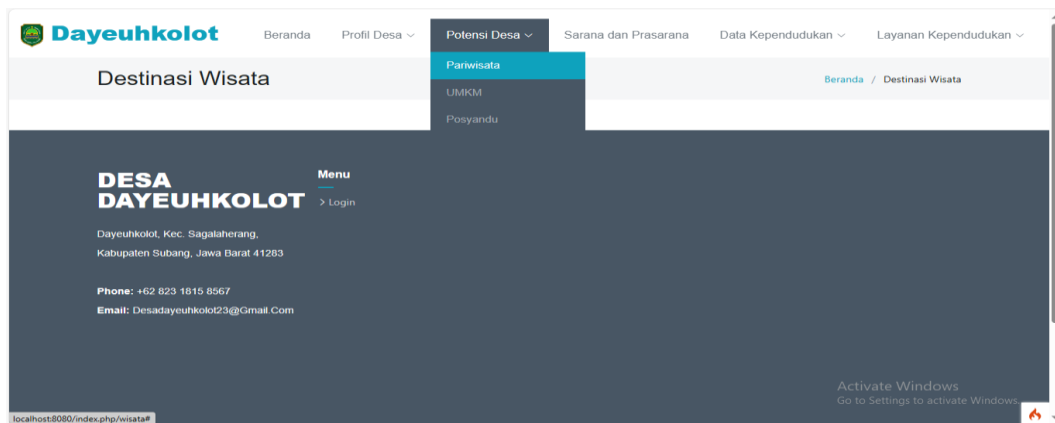 Dayeuhkolot
Beranda
Profil Desa
Potensi Desa
Sarana dan Prasarana
Data Kependudukan
Layanan Kependudukan
Pariwisata
UMKM
Posyandu
Destinasi Wisata
Beranda / Destinasi Wisata
DESA
DAYEUHKOLOT
Dayeuhkolot, Kec. Sagalaherang,
Kabupaten Subang, Jawa Barat 41283
Phone: +62 823 1815 8567
Email: Desadayeuhkolot23@Gmail.Com
Menu
> Login
Activate Windows
Go to Settings to activate Windows.
localhost:8080/index.php/wisata#